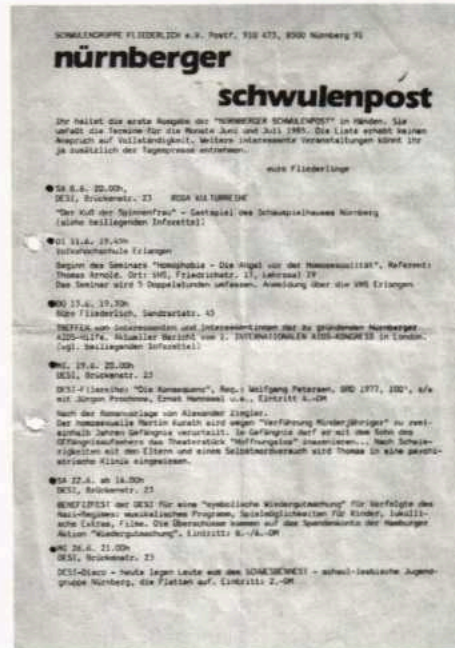 SCHWULENGRUPPE FLIEDERLICH e.V. Postf. 910 473, 8500 Nürnberg 91
nürnberger
schwulenpost
Ihr haltet die erste Ausgabe der "NÜRNBERGER SCHWULENPOST" in Händen. Sie
umfaßt die Termine für die Monate Juni und Juli 1985. Die Liste erhebt keinen
Anspruch auf Vollständigkeit. Weitere interessante Veranstaltungen könnt ihr
ja zusätzlich der Tagespresse entnehmen.
eure Fliederlinge
SA 8.6. 20.00h,
DESI, Brückenstr. 23 ROSA KULTURREIHE
"Der Kuß der Spinnenfrau" - Gastspiel des Schauspielhauses Nürnberg
(siehe beiliegenden Infozettel)
DI 11.6. 19.45h
Volkshochschule Erlangen
Beginn des Seminars "Homophobie - Die Angst vor der Homosexualität", Referent:
Thomas Arnold. Ort: VHS, Friedrichstr. 17, Lehrsaal
Das Seminar wird 5 Doppelstunden umfassen. Anmeldung über die VHS Erlangen
DO 13.6. 19.30h
Büro Fliederlich, Sandrartstr. 43
TREFFEN von Interessenten und Interessentinnen der zu gründenden Nürnberger
AIDS-Hilfe. Aktueller Bericht vom 1. INTERNATIONALEN AIDS-KONGRESS in London.
(vgl. beiliegenden Infozettel)
MI, 19.6. 20.00h
DESI, Brückenstr. 23
DESI-Filmreihe: "Die Konsequenz", Reg.: Wolfgang Petersen, BRD 1977, 100', s/w
mit Jürgen Prochnow, Ernst Hannawald u.a., Eintritt 4.-DM
Nach der Romanvorlage von Alexander Ziegler.
Der homosexuelle Martin Kurath wird wegen "Verführung Minderjähriger" zu zwei-
einhalb Jahren Gefängnis verurteilt. Im Gefängnis darf er mit dem Sohn des
Gefängnisaufsehers das Theaterstück "Hoffnungslos" inszenieren... Nach Schwie-
rigkeiten mit den Eltern und einem Selbstmordversuch wird Thomas in eine psychi-
atrische Klinik eingewiesen.
SA 22.6. ab 14.00h
DESI, Brückenstr. 23
BENEFIZFEST der DESI für eine "symbolische Wiedergutmachung" für Verfolgte des
Nazi-Regimes: musikalisches Programm, Spielmöglichkeiten für Kinder, lukulli-
sche Extras, Filme. Die Überschüsse kommen auf das Spendenkonto der Hamburger
Aktion "Wiedergutmachung", Eintritt: 8.-/6.-DM
MI 26.6. 21.00h
DESI, Brückenstr. 23
DESI-Disco - heute legen Leute vom dem - schwul-lesbische Jugend-
gruppe Nürnberg, die Platten auf. Eintritt: 2.-DM